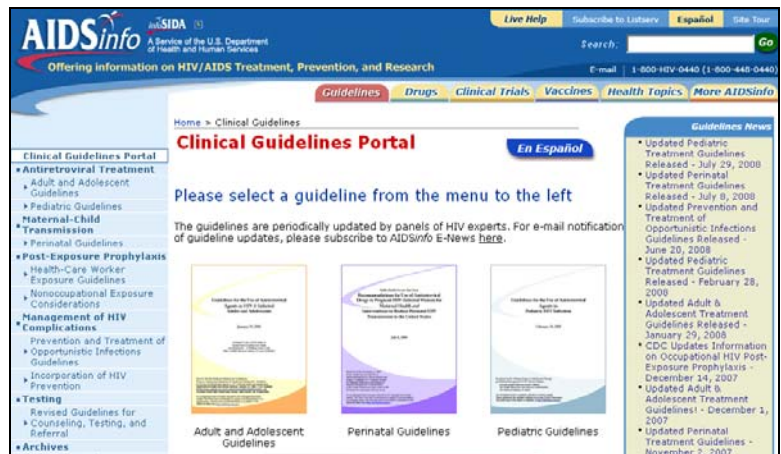 AIDSinfo
infoSIDA
A Service of the U.S. Department
of Health and Human Services
Offering information on HIV/AIDS Treatment, Prevention, and Research
Live Help
Subscribe to Listserv
Español
Site Tour
Search:
Go
E-mail | 1-800-HIV-0440 (1-800-448-0440)
Guidelines
Drugs
Clinical Trials
Vaccines
Health Topics
More AIDSinfo
Clinical Guidelines Portal
Antiretroviral Treatment
Adult and Adolescent
Guidelines
Pediatric Guidelines
Maternal-Child
Transmission
Perinatal Guidelines
Post-Exposure Prophylaxis
Health-Care Worker
Exposure Guidelines
Nonoccupational Exposure
Considerations
Management of HIV
Complications
Prevention and Treatment of
Opportunistic Infections
Guidelines
Incorporation of HIV
Prevention
Testing
Revised Guidelines for
Counseling, Testing, and
Referral
Archives
Home > Clinical Guidelines
Clinical Guidelines Portal
En Español
Please select a guideline from the menu to the left
The guidelines are periodically updated by panels of HIV experts. For e-mail notification
of guideline updates, please subscribe to AIDSinfo E-News here.
Adult and Adolescent
Guidelines
Perinatal Guidelines
Pediatric Guidelines
Guidelines News
Updated Pediatric
Treatment Guidelines
Released - July 29, 2008
Updated Perinatal
Treatment Guidelines
Released - July 8, 2008
Updated Prevention and
Treatment of
Opportunistic Infections
Guidelines Released -
June 20, 2008
Updated Pediatric
Treatment Guidelines
Released - February 28,
2008
Updated Adult &
Adolescent Treatment
Guidelines Released -
January 29, 2008
CDC Updates Information
on Occupational HIV Post-
Exposure Prophylaxis -
December 14, 2007
Updated Adult &
Adolescent Treatment
Guidelines! - December 1,
2007
Updated Perinatal
Treatment Guidelines -
November 2, 2007